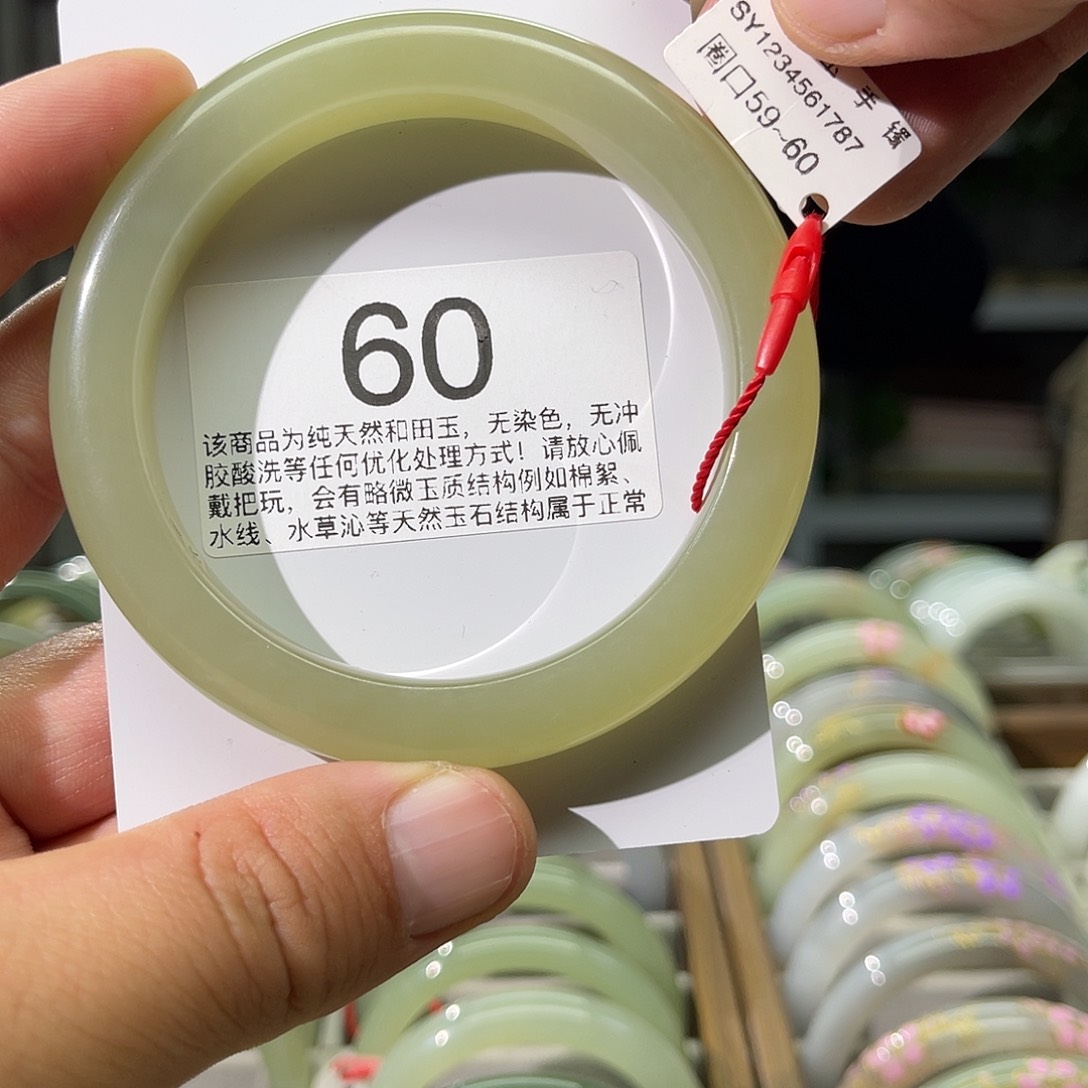 SY1234561787
圈口59~60
手镯
60
该商品为纯天然和田玉，无染色，无冲
胶酸洗等任何优化处理方式！请放心佩
戴把玩，会有略微玉质结构例如棉絮、
水线、水草沁等天然玉石结构属于正常